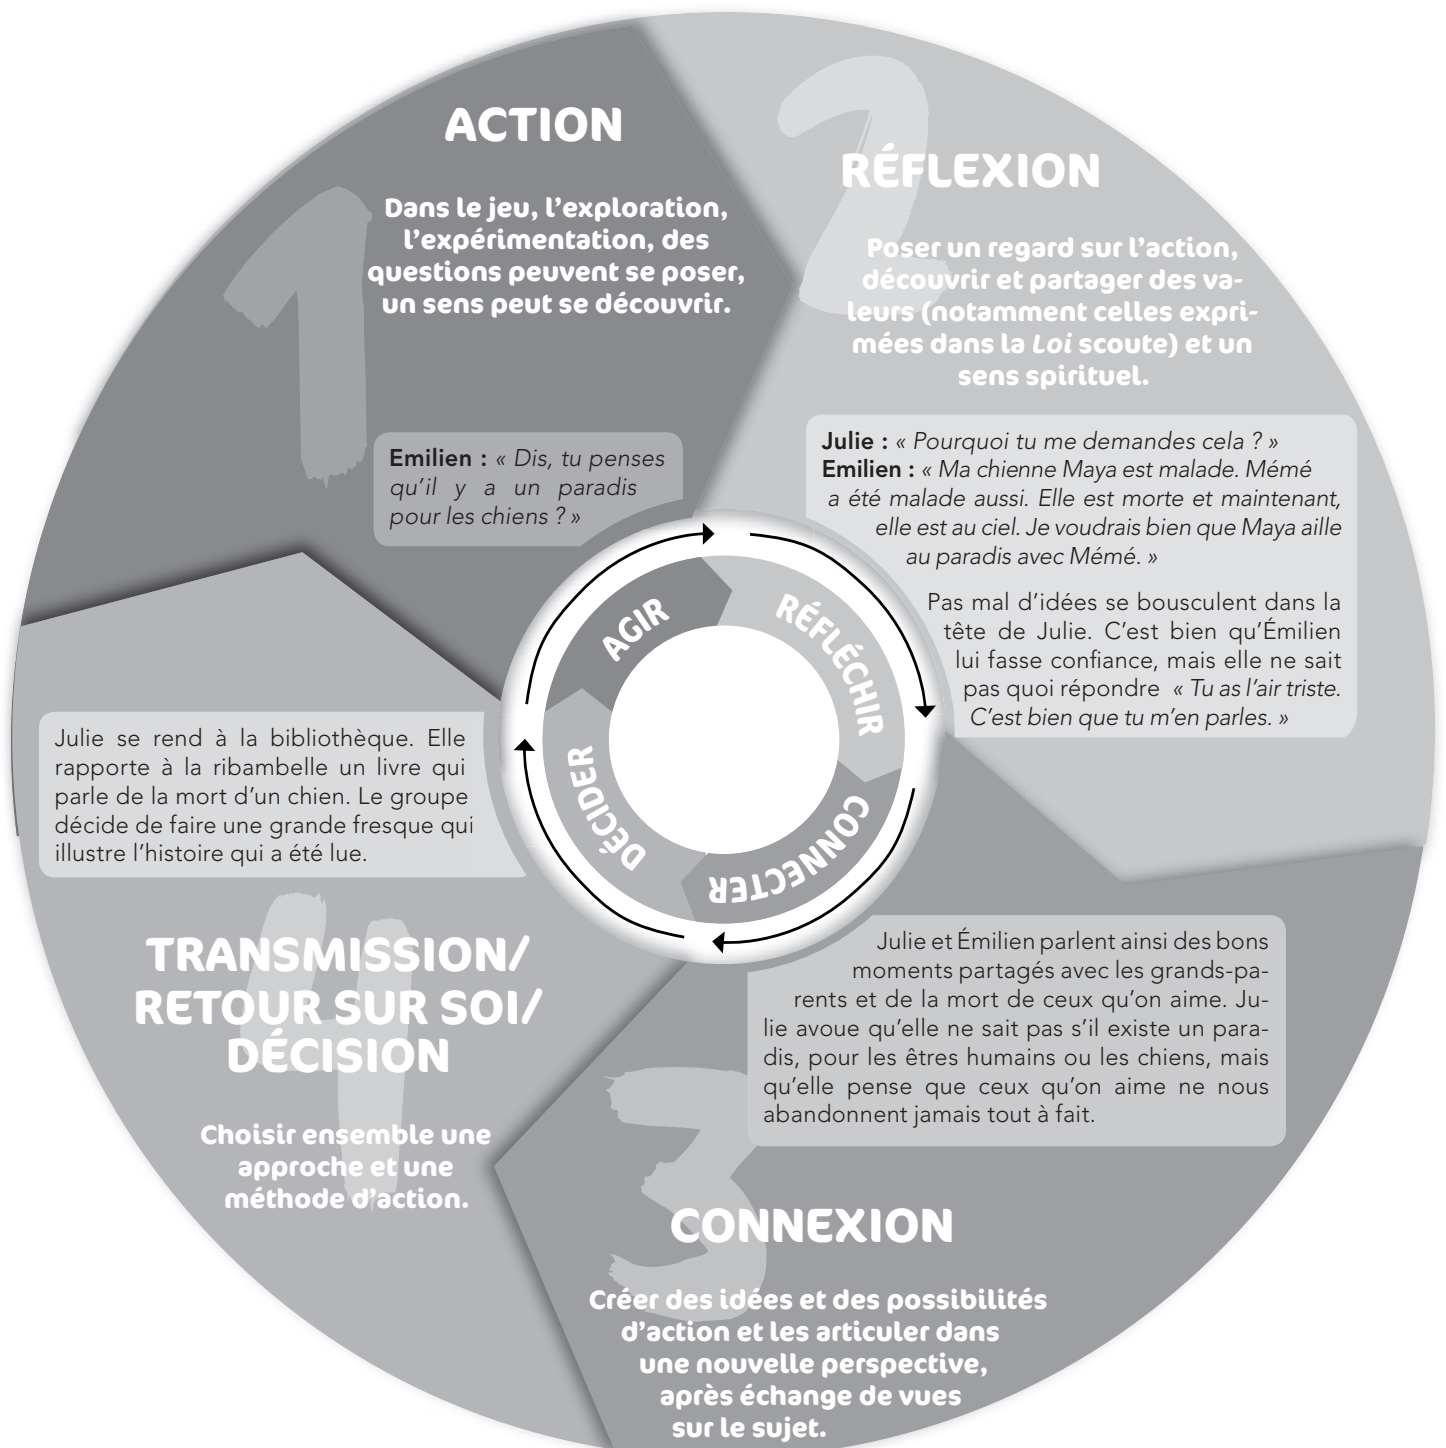 1
ACTION
Dans le jeu, l’exploration,
l’expérimentation, des
questions peuvent se poser,
un sens peut se découvrir.
Emilien : « Dis, tu penses
qu’il y a un paradis
pour les chiens ? »
2
RÉFLEXION
Poser un regard sur l’action,
découvrir et partager des va-
leurs (notamment celles expri-
mées dans la Loi scoute) et un
sens spirituel.
Julie : « Pourquoi tu me demandes cela ? »
Emilien : « Ma chienne Maya est malade. Mémé
a été malade aussi. Elle est morte et maintenant,
elle est au ciel. Je voudrais bien que Maya aille
au paradis avec Mémé. »
Pas mal d’idées se bousculent dans la
tête de Julie. C’est bien qu’Émilien
lui fasse confiance, mais elle ne sait
pas quoi répondre « Tu as l’air triste.
C’est bien que tu m’en parles. »
AGIR
RÉFLÉCHIR
CONNECTER
DÉCIDER
Julie et Émilien parlent ainsi des bons
moments partagés avec les grands-pa-
rents et de la mort de ceux qu’on aime. Ju-
lie avoue qu’elle ne sait pas s’il existe un para-
dis, pour les êtres humains ou les chiens, mais
qu’elle pense que ceux qu’on aime ne nous
abandonnent jamais tout à fait.
3
CONNEXION
Créer des idées et des possibilités
d’action et les articuler dans
une nouvelle perspective,
après échange de vues
sur le sujet.
Julie se rend à la bibliothèque. Elle
rapporte à la ribambelle un livre qui
parle de la mort d’un chien. Le groupe
décide de faire une grande fresque qui
illustre l’histoire qui a été lue.
4
TRANSMISSION/
RETOUR SUR SOI/
DÉCISION
Choisir ensemble une
approche et une
méthode d’action.